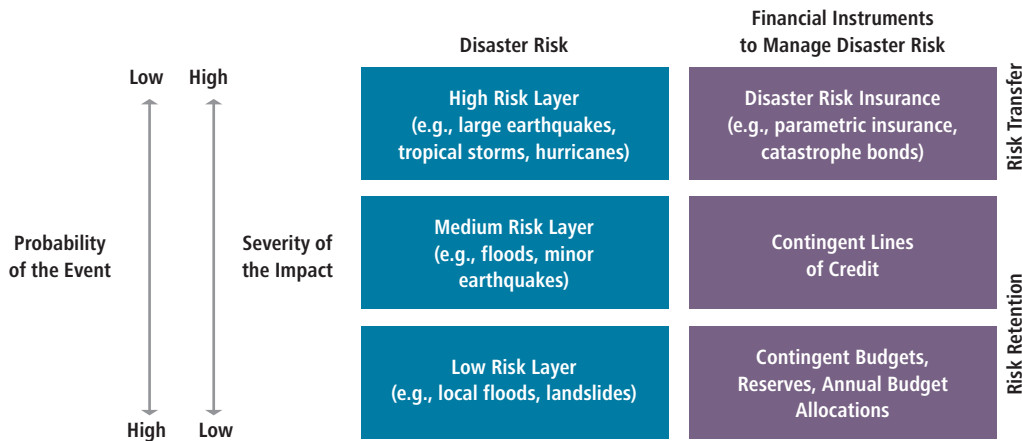 Financial Instruments
to Manage Disaster Risk
Disaster Risk
Low High
High Risk Layer
(e.g., large earthquakes,
tropical storms, hurricanes)
Disaster Risk Insurance
(e.g., parametric insurance,
catastrophe bonds)
Risk Transfer
Probability
of the Event
Severity of
the Impact
Medium Risk Layer
(e.g., floods, minor
earthquakes)
Contingent Lines
of Credit
Low Risk Layer
(e.g., local floods, landslides)
Contingent Budgets,
Reserves, Annual Budget
Allocations
Risk Retention
High Low